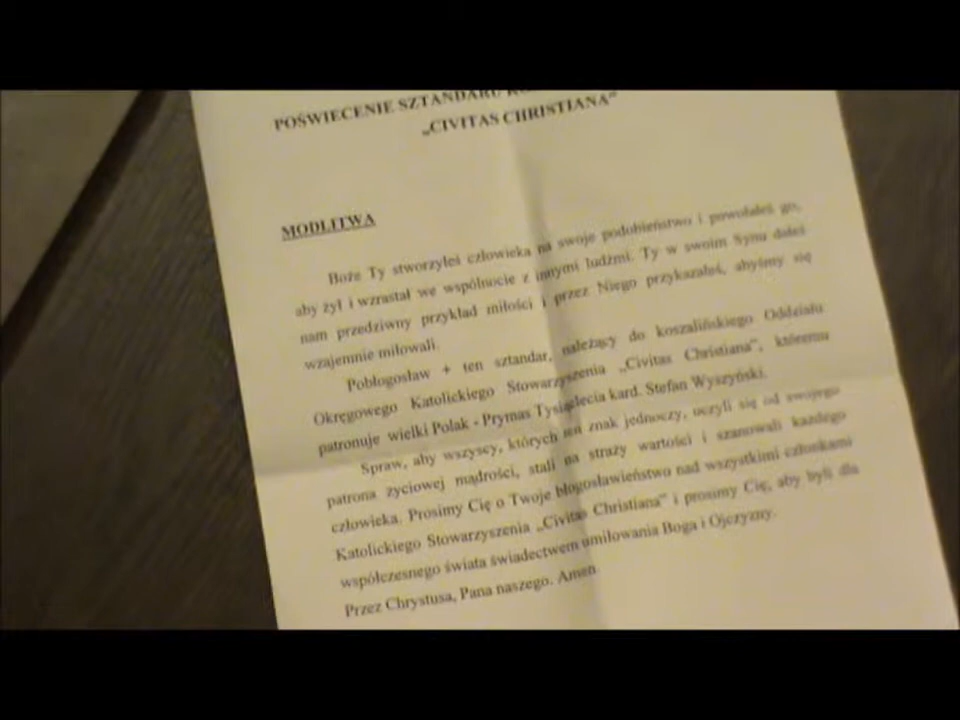 POŚWIĘCENIE SZTANDARU
„CIVITAS CHRISTIANA”
MODLITWA
Boże Ty stworzyłeś człowieka na swoje podobieństwo i powołałeś go,
aby żył i wzrastał we wspólnocie z innymi ludźmi. Ty w swoim Synu dałeś
nam przedziwny przykład miłości i przez Niego przykazałeś, abyśmy się
wzajemnie miłowali.
Pobłogosław + ten sztandar, należący do koszalińskiego Oddziału
Okręgowego Katolickiego Stowarzyszenia „Civitas Christiana”, któremu
patronuje wielki Polak - Prymas Tysiąclecia kard. Stefan Wyszyński.
Spraw, aby wszyscy, których ten znak jednoczy, uczyli się od swojego
patrona życiowej mądrości, stali na straży wartości i szanowali każdego
człowieka. Prosimy Cię o Twoje błogosławieństwo nad wszystkimi członkami
Katolickiego Stowarzyszenia „Civitas Christiana” i prosimy Cię, aby byli dla
współczesnego świata świadectwem umiłowania Boga i Ojczyzny.
Przez Chrystusa, Pana naszego. Amen